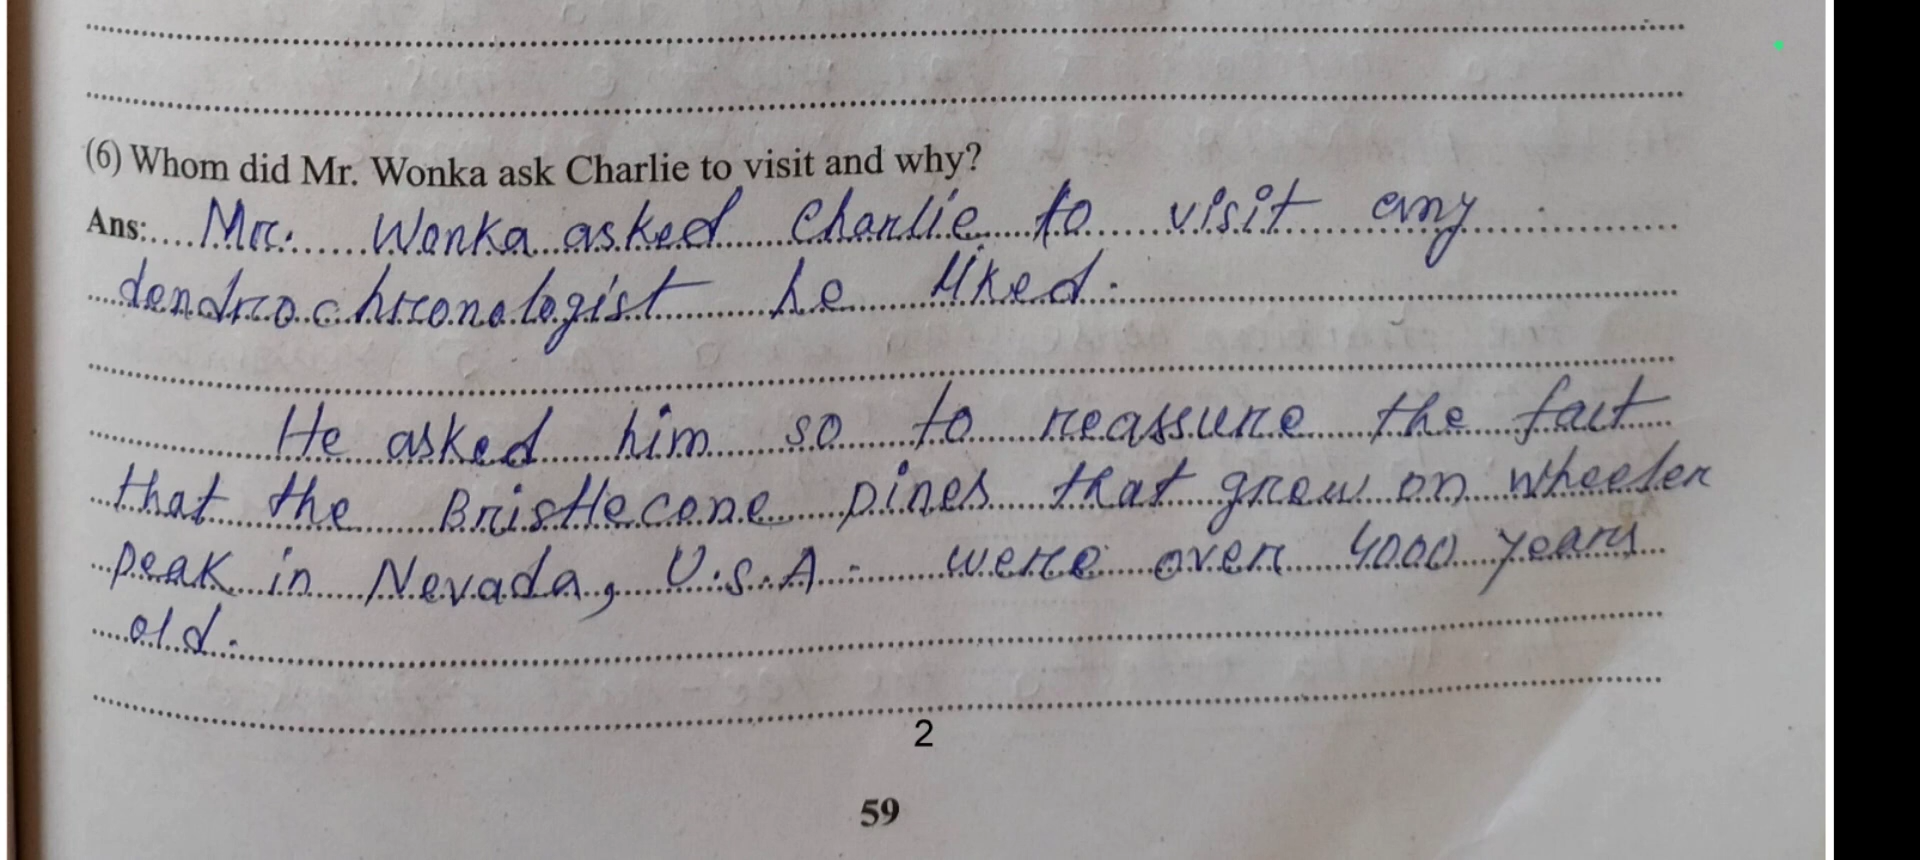 (6) Whom did Mr. Wonka ask Charlie to visit and why?
Ans: Mr. Wonka asked Charlie to visit any
dendrochronologist he liked.
He asked him so to reassure the fact
that the Bristlecone pines that grew on wheeler
peak in Nevada, U.S.A. were over 4000 years
old.
2
59